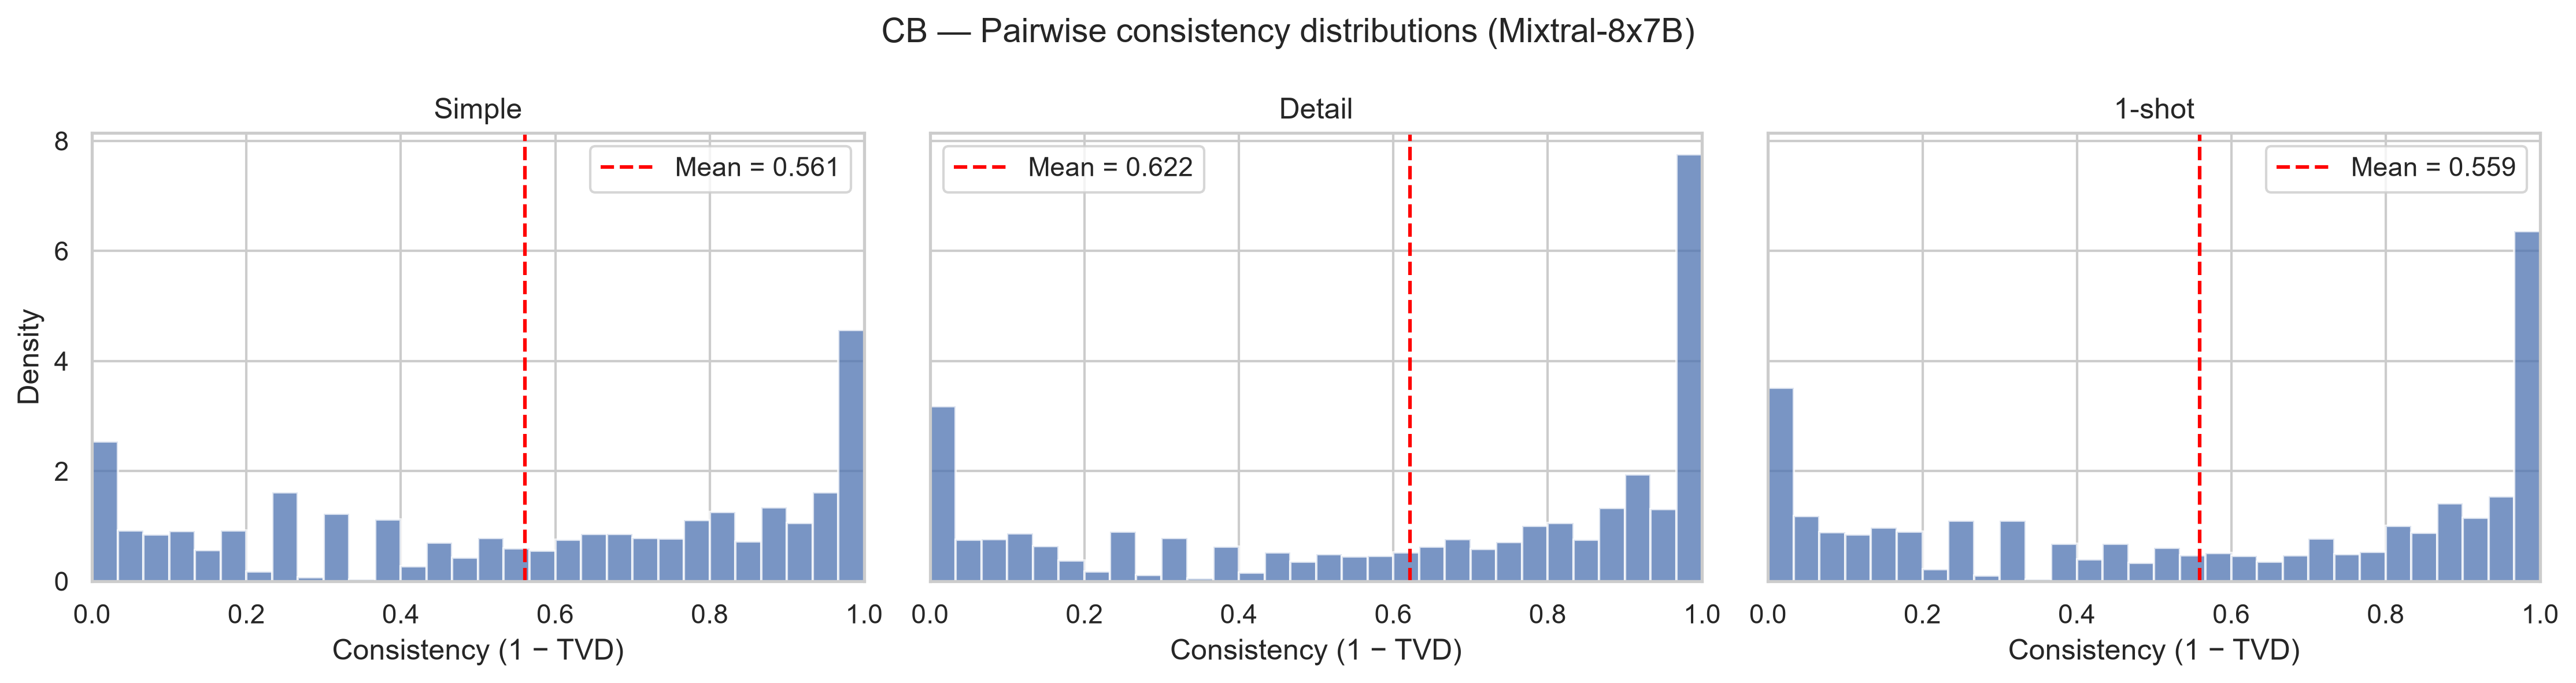 CB — Pairwise consistency distributions (Mixtral-8x7B)
Simple
Mean = 0.561
Density
8
6
4
2
0
0.0 0.2 0.4 0.6 0.8 1.0
Consistency (1 − TVD)
Detail
Mean = 0.622
0.0 0.2 0.4 0.6 0.8 1.0
Consistency (1 − TVD)
1-shot
Mean = 0.559
0.0 0.2 0.4 0.6 0.8 1.0
Consistency (1 − TVD)